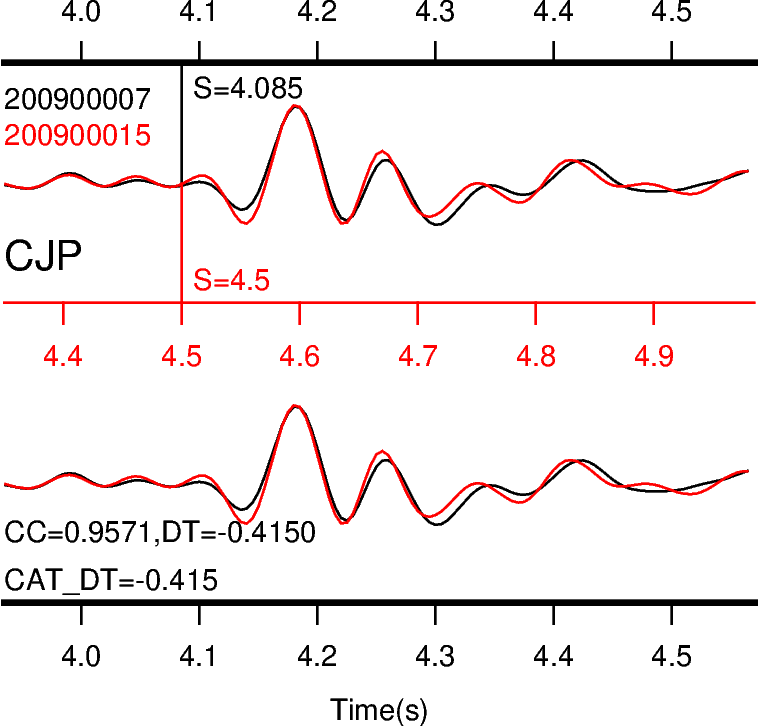 4.0 4.1 4.2 4.3 4.4 4.5
S=4.085
200900007
200900015
CJP
S=4.5
4.4 4.5 4.6 4.7 4.8 4.9
CC=0.9571,DT=-0.4150
CAT_DT=-0.415
4.0 4.1 4.2 4.3 4.4 4.5
Time(s)